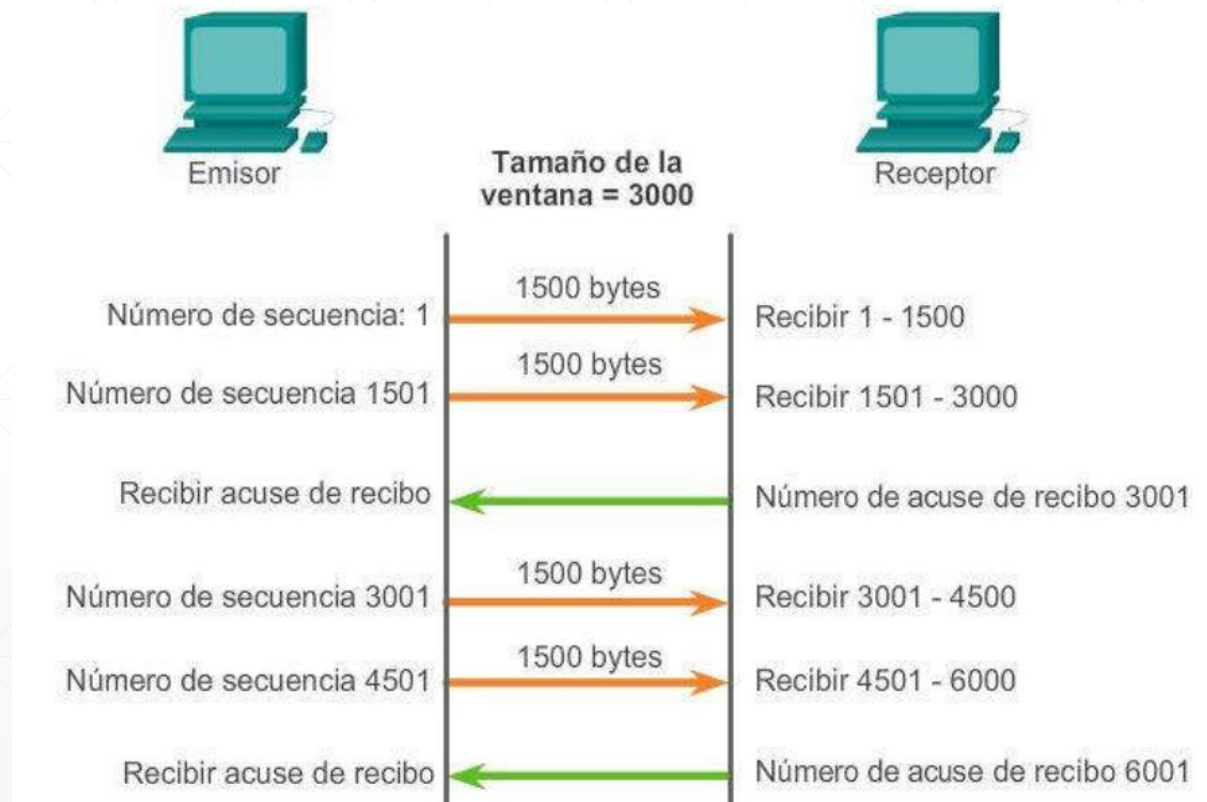 Emisor
Tamaño de la
ventana = 3000
Receptor
1500 bytes
Número de secuencia: 1
Recibir 1 - 1500
1500 bytes
Número de secuencia 1501
Recibir 1501 - 3000
Recibir acuse de recibo
Número de acuse de recibo 3001
1500 bytes
Número de secuencia 3001
Recibir 3001 - 4500
1500 bytes
Número de secuencia 4501
Recibir 4501 - 6000
Recibir acuse de recibo
Número de acuse de recibo 6001